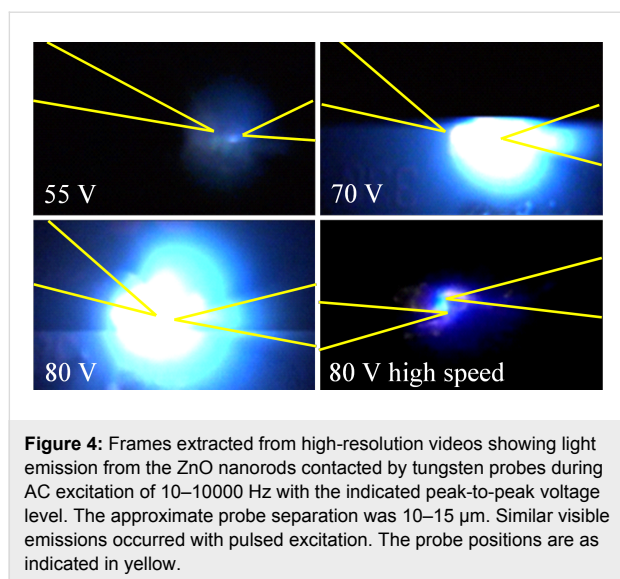 55 V
70 V
80 V
80 V high speed
Figure 4: Frames extracted from high-resolution videos showing light
emission from the ZnO nanorods contacted by tungsten probes during
AC excitation of 10–10000 Hz with the indicated peak-to-peak voltage
level. The approximate probe separation was 10–15 μm. Similar visible
emissions occurred with pulsed excitation. The probe positions are as
indicated in yellow.